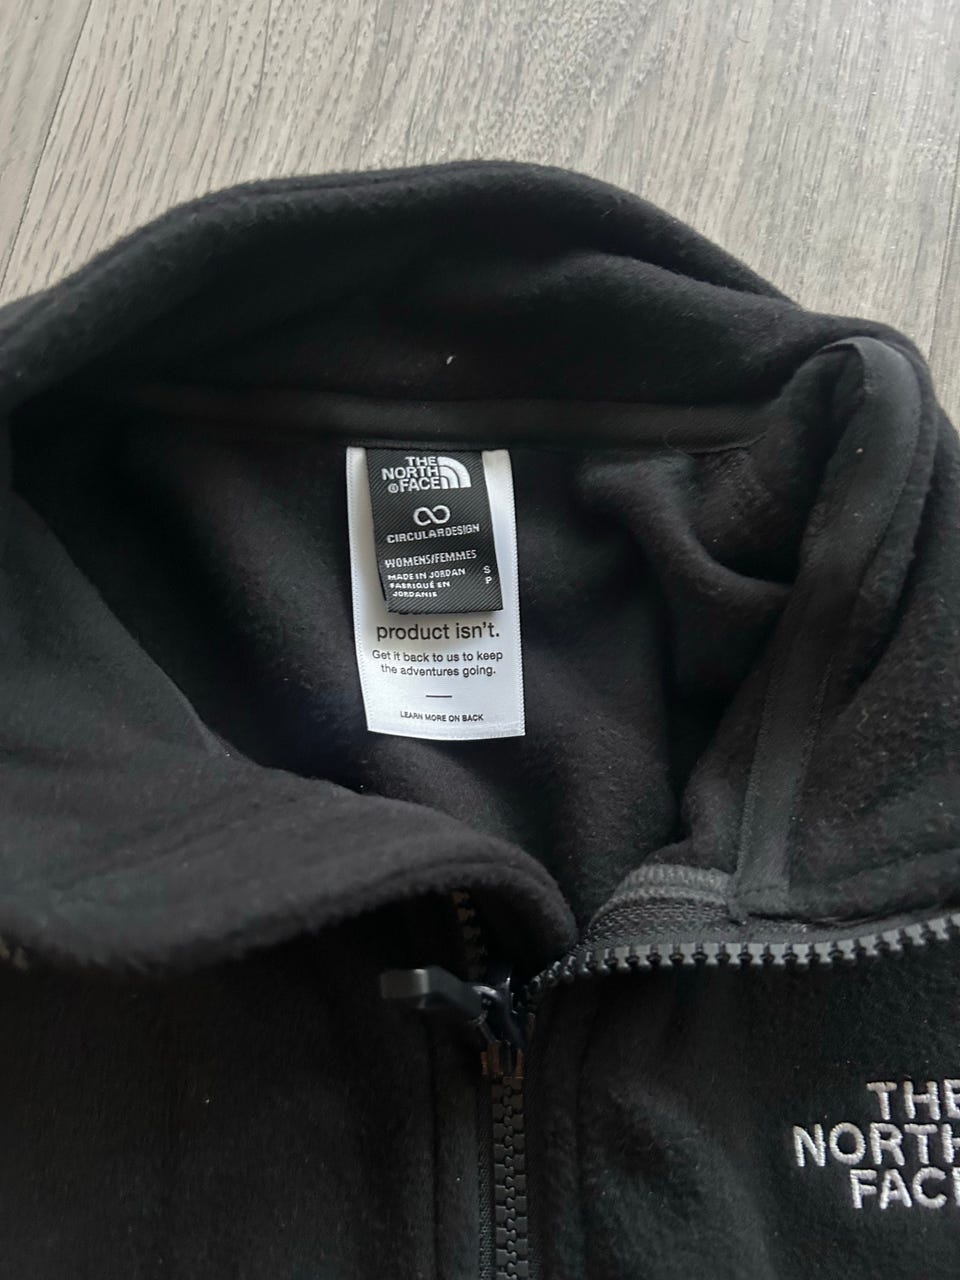 THE
NORTH
®FACE
CIRCULARDESIGN
WOMENS/FEMMES
MADE IN JORDAN S
FABRIQUÉ EN P
JORDANIE
product isn't.
Get it back to us to keep
the adventures going.
LEARN MORE ON BACK
THE
NORTH
FACE